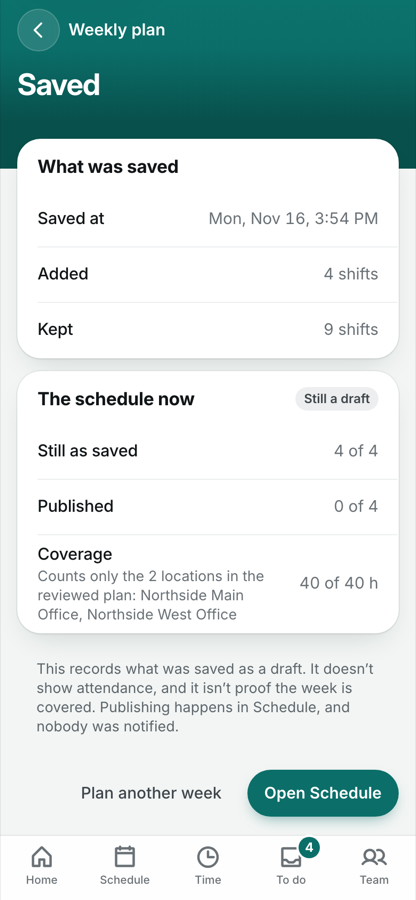 Weekly plan
Saved
What was saved
Saved at Mon, Nov 16, 3:54 PM
Added 4 shifts
Kept 9 shifts
The schedule now Still a draft
Still as saved 4 of 4
Published 0 of 4
Coverage
Counts only the 2 locations in the
reviewed plan: Northside Main
Office, Northside West Office
40 of 40 h
This records what was saved as a draft. It doesn’t
show attendance, and it isn’t proof the week is
covered. Publishing happens in Schedule, and
nobody was notified.
Plan another week Open Schedule
4
Home Schedule Time To do Team